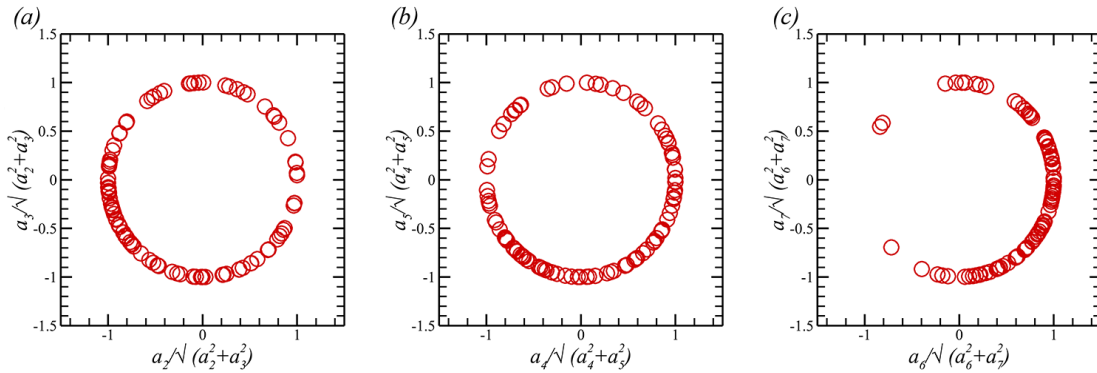 (a) (b) (c)
1.5 1.5 1.5
1 1 1
0.5 0.5 0.5
0 0 0
-0.5 -0.5 -0.5
-1 -1 -1
-1.5 -1.5 -1.5
a₃/√(a₂²+a₃²) a₅/√(a₄²+a₅²) a₇/√(a₆²+a₇²)
-1 0 1 -1 0 1 -1 0 1
a₂/√(a₂²+a₃²) a₄/√(a₄²+a₅²) a₆/√(a₆²+a₇²)